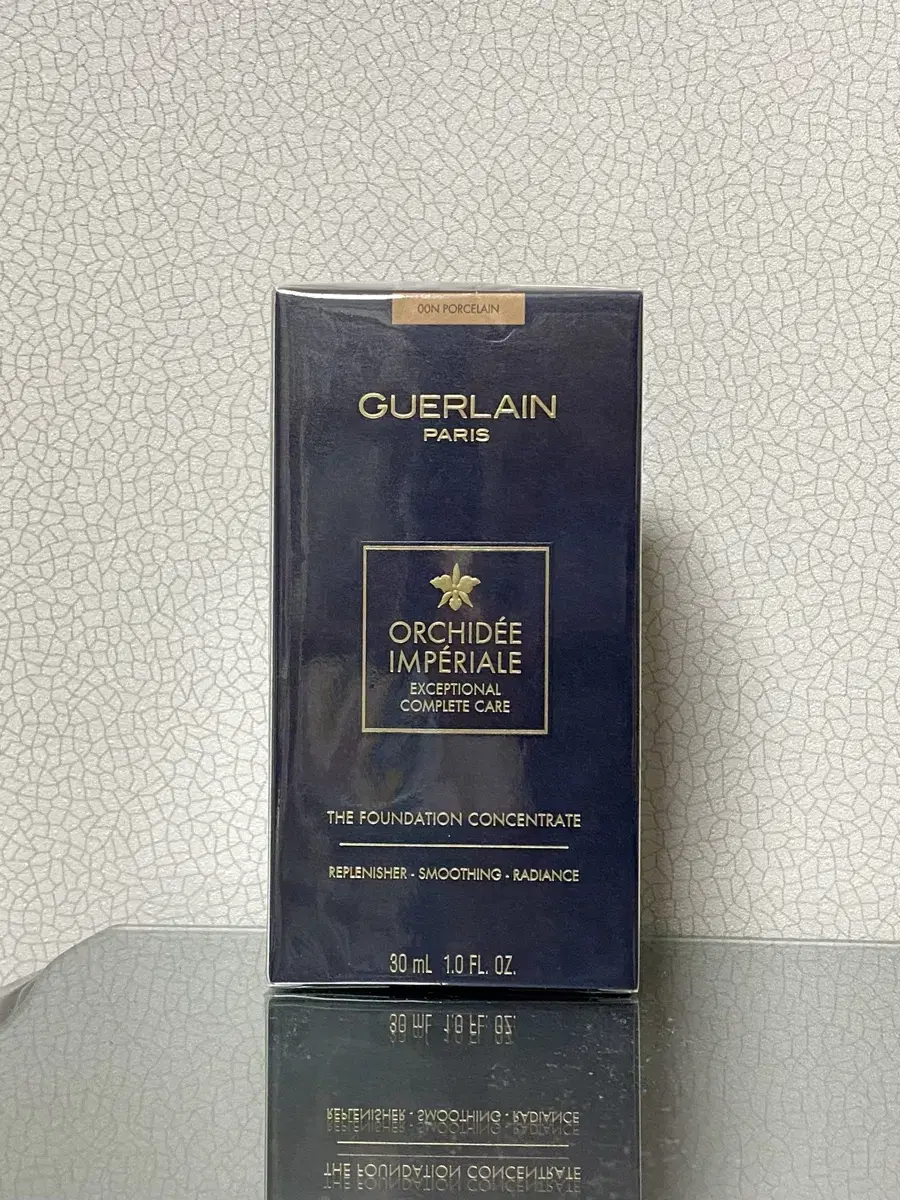 00N PORCELAIN
GUERLAIN
PARIS
ORCHIDÉE
IMPÉRIALE
EXCEPTIONAL
COMPLETE CARE
THE FOUNDATION CONCENTRATE
REPLENISHER - SMOOTHING - RADIANCE
30 mL 1.0 FL. OZ.